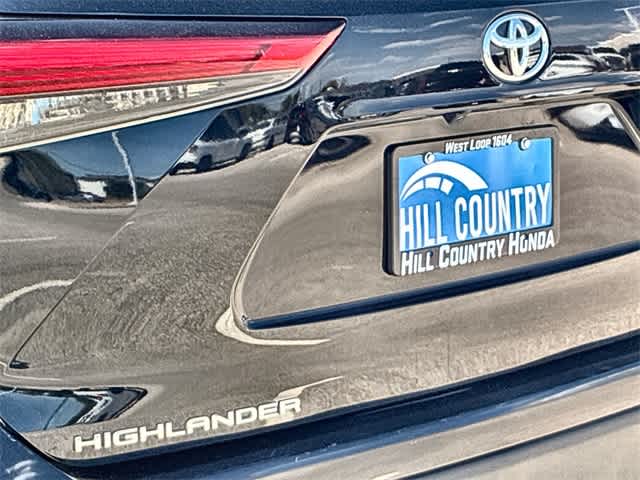 West Loop 1604
HILL COUNTRY
Hill Country Honda
HIGHLANDER